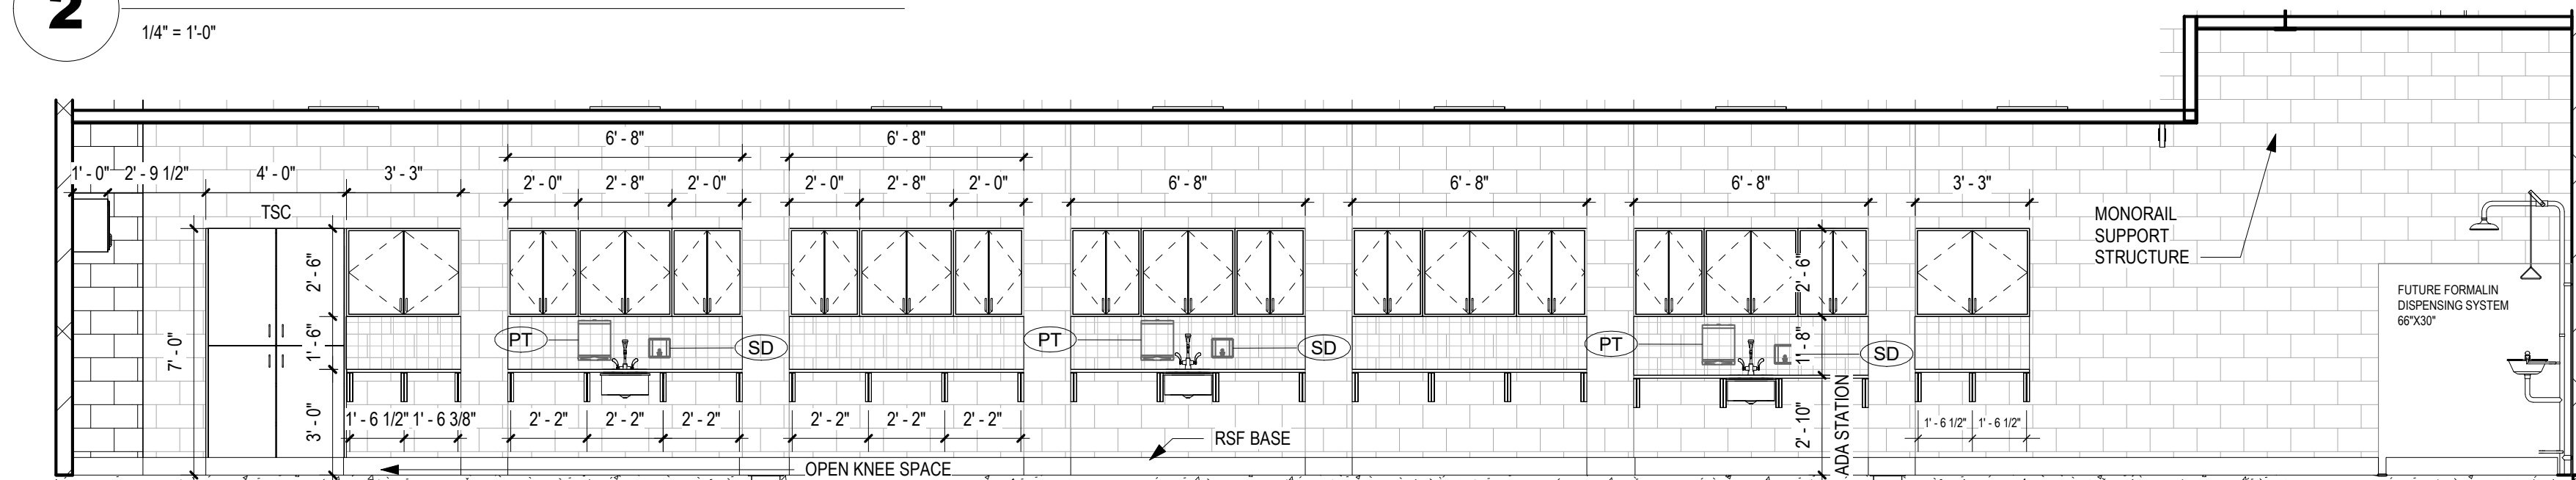 2
1/4" = 1'-0"
6' - 8"
6' - 8"
1' - 0"
2' - 9 1/2"
4' - 0"
3' - 3"
2' - 0"
2' - 8"
2' - 0"
2' - 0"
2' - 8"
2' - 0"
6' - 8"
6' - 8"
6' - 8"
3' - 3"
TSC
MONORAIL
SUPPORT
STRUCTURE
7' - 0"
2' - 6"
1' - 6"
3' - 0"
2' - 6"
1' - 8"
2' - 10"
ADA STATION
FUTURE FORMALIN
DISPENSING SYSTEM
66"X30"
PT
SD
PT
SD
PT
SD
1' - 6 1/2"
1' - 6 3/8"
2' - 2"
2' - 2"
2' - 2"
2' - 2"
2' - 2"
2' - 2"
1' - 6 1/2"
1' - 6 1/2"
RSF BASE
OPEN KNEE SPACE